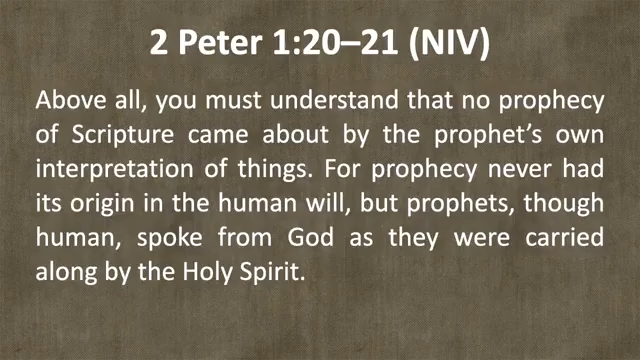 2 Peter 1:20–21 (NIV)
Above all, you must understand that no prophecy
of Scripture came about by the prophet’s own
interpretation of things. For prophecy never had
its origin in the human will, but prophets, though
human, spoke from God as they were carried
along by the Holy Spirit.